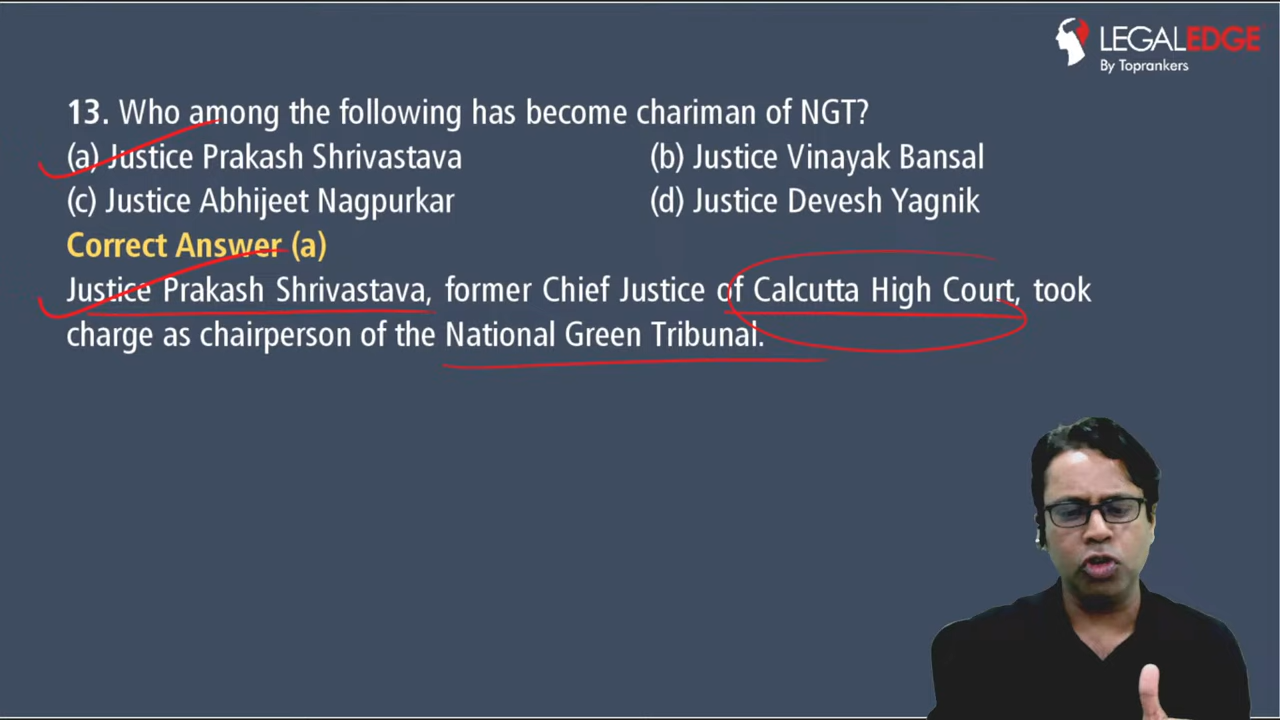 LEGALEDGE
By Toprankers
13. Who among the following has become chariman of NGT?
(a) Justice Prakash Shrivastava (b) Justice Vinayak Bansal
(c) Justice Abhijeet Nagpurkar (d) Justice Devesh Yagnik
Correct Answer (a)
Justice Prakash Shrivastava, former Chief Justice of Calcutta High Court, took
charge as chairperson of the National Green Tribunal.